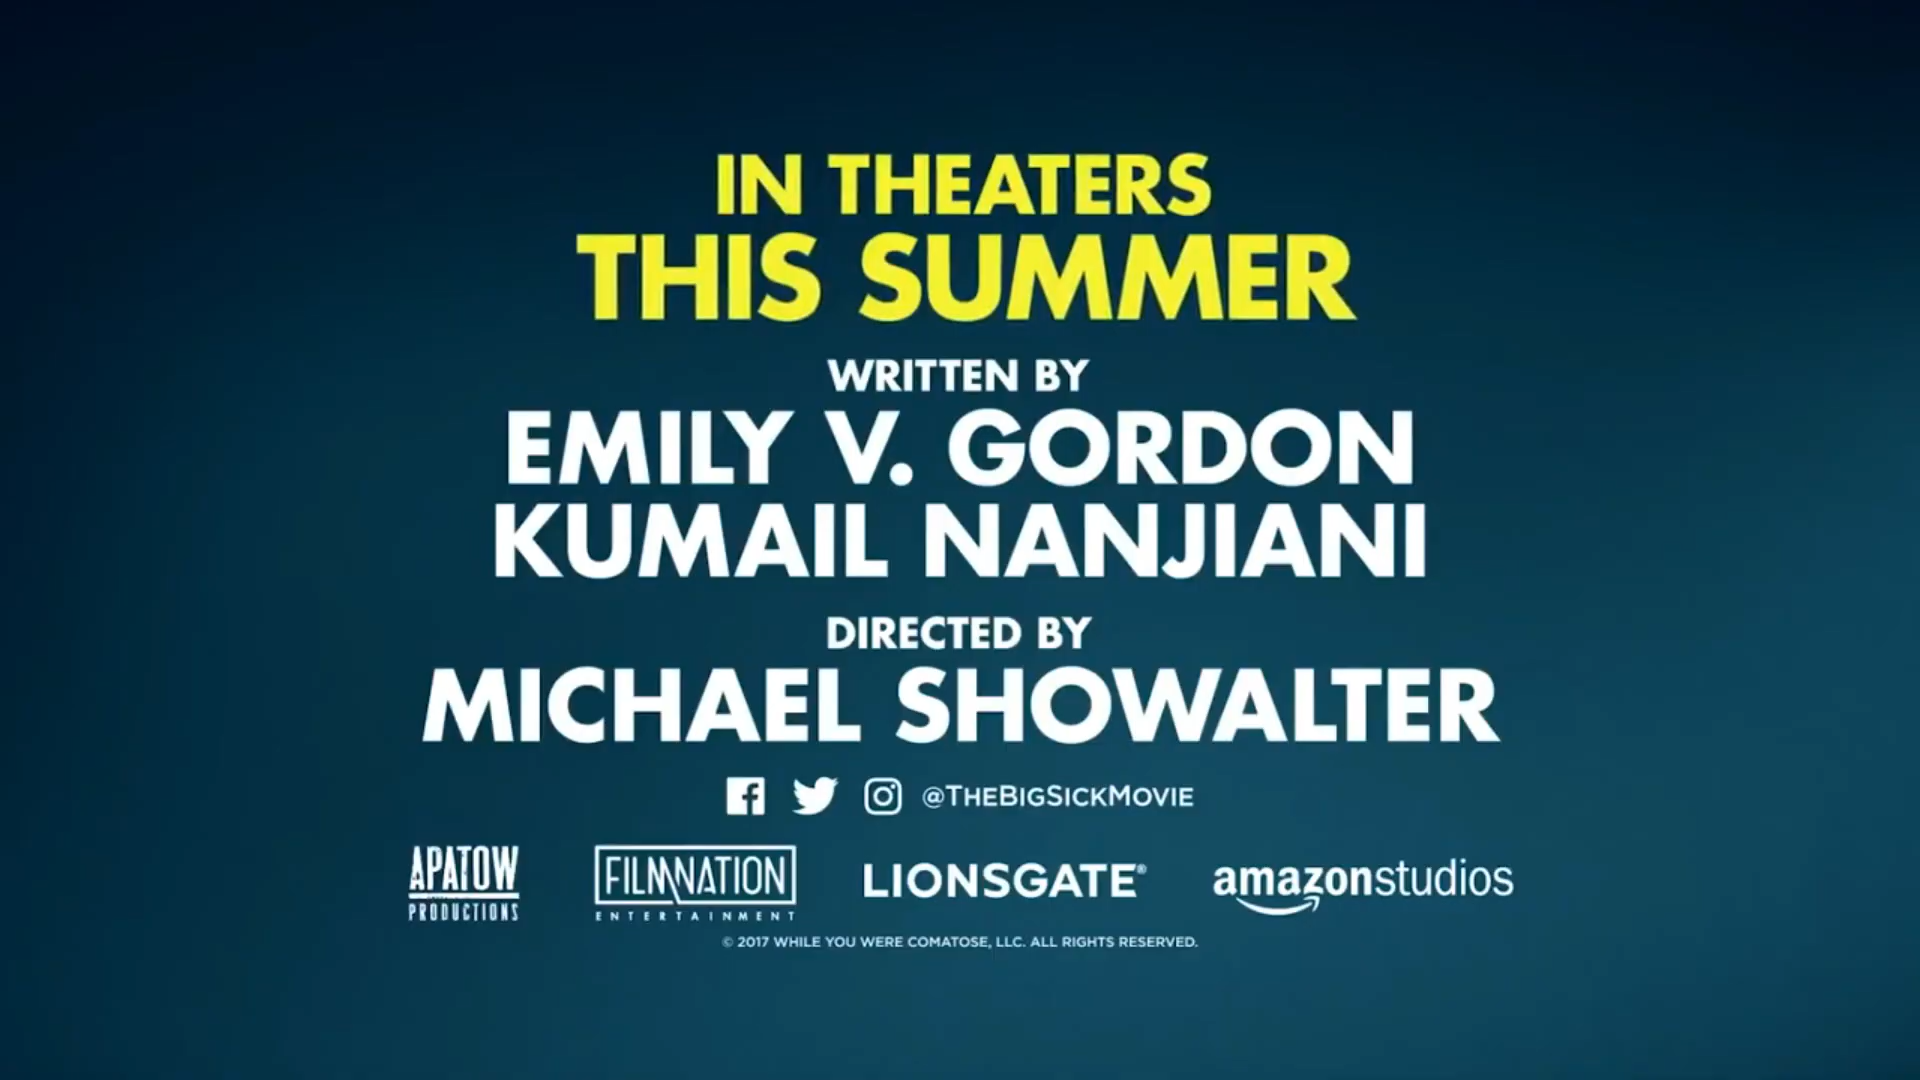 IN THEATERS
THIS SUMMER
WRITTEN BY
EMILY V. GORDON
KUMAIL NANJIANI
DIRECTED BY
MICHAEL SHOWALTER
@THEBIGSICKMOVIE
APATOW
PRODUCTIONS
FILMNATION
ENTERTAINMENT
LIONSGATE®
amazonstudios
© 2017 WHILE YOU WERE COMATOSE, LLC. ALL RIGHTS RESERVED.